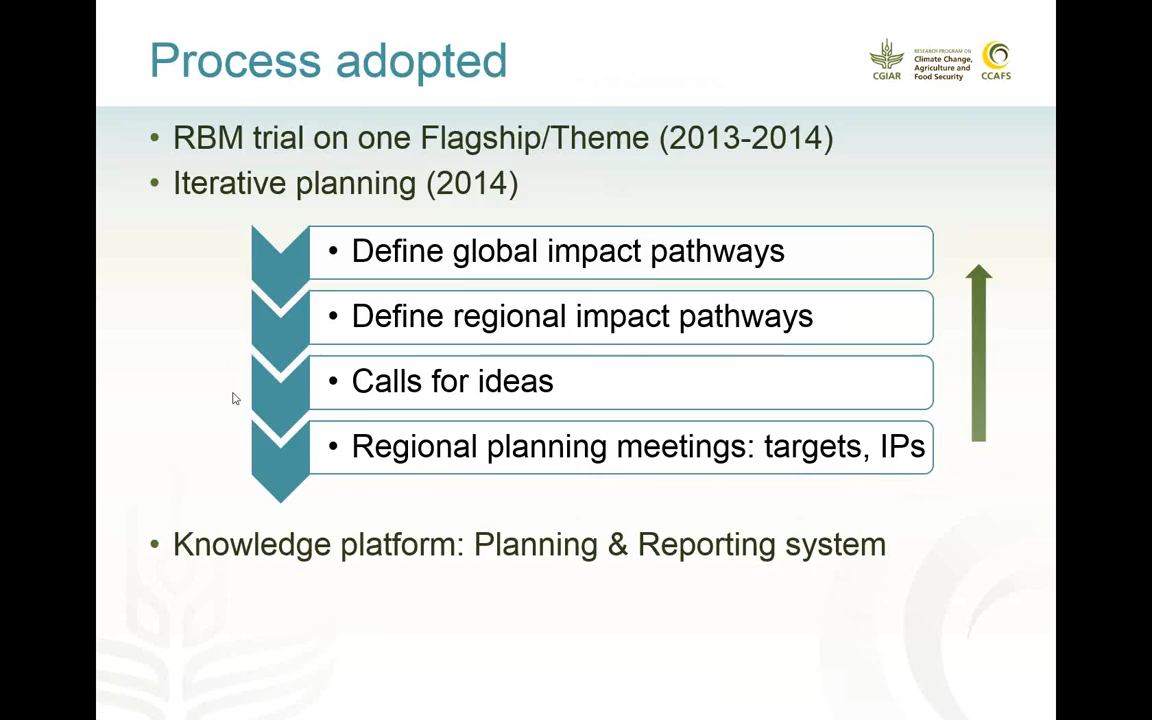 Process adopted
CGIAR
RESEARCH PROGRAM ON
Climate Change,
Agriculture and
Food Security
CCAFS
• RBM trial on one Flagship/Theme (2013-2014)
• Iterative planning (2014)
• Define global impact pathways
• Define regional impact pathways
• Calls for ideas
• Regional planning meetings: targets, IPs
• Knowledge platform: Planning & Reporting system